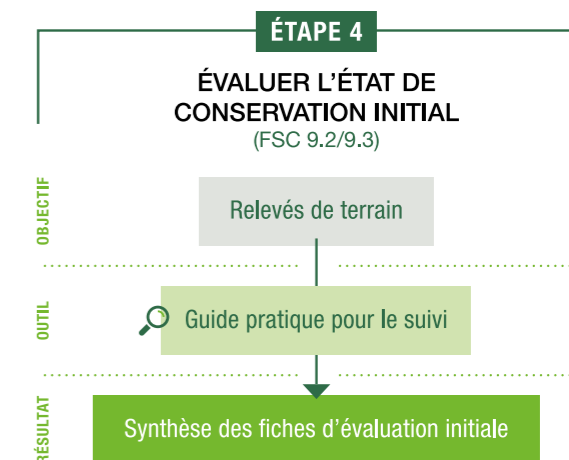 ÉTAPE 4
ÉVALUER L'ÉTAT DE
CONSERVATION INITIAL
(FSC 9.2/9.3)
OBJECTIF
Relevés de terrain
OUTIL
Guide pratique pour le suivi
RÉSULTAT
Synthèse des fiches d'évaluation initiale